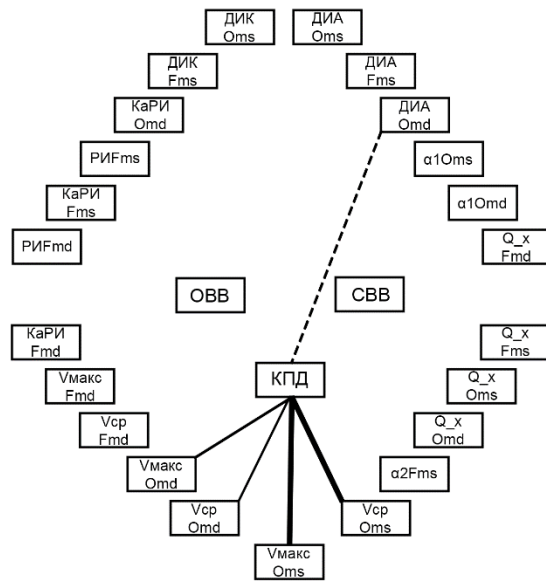 ДИК
Oms
ДИА
Oms
ДИК
Fms
ДИА
Fms
КаРИ
Omd
ДИА
Omd
РИFms
α1Oms
КаРИ
Fms
α1Omd
РИFmd
Q_x
Fmd
ОВВ
СВВ
КаРИ
Fmd
Q_x
Fms
КПД
Vмакс
Fmd
Q_x
Oms
Vср
Fmd
Q_x
Omd
Vмакс
Omd
α2Fms
Vср
Omd
Vср
Oms
Vмакс
Oms